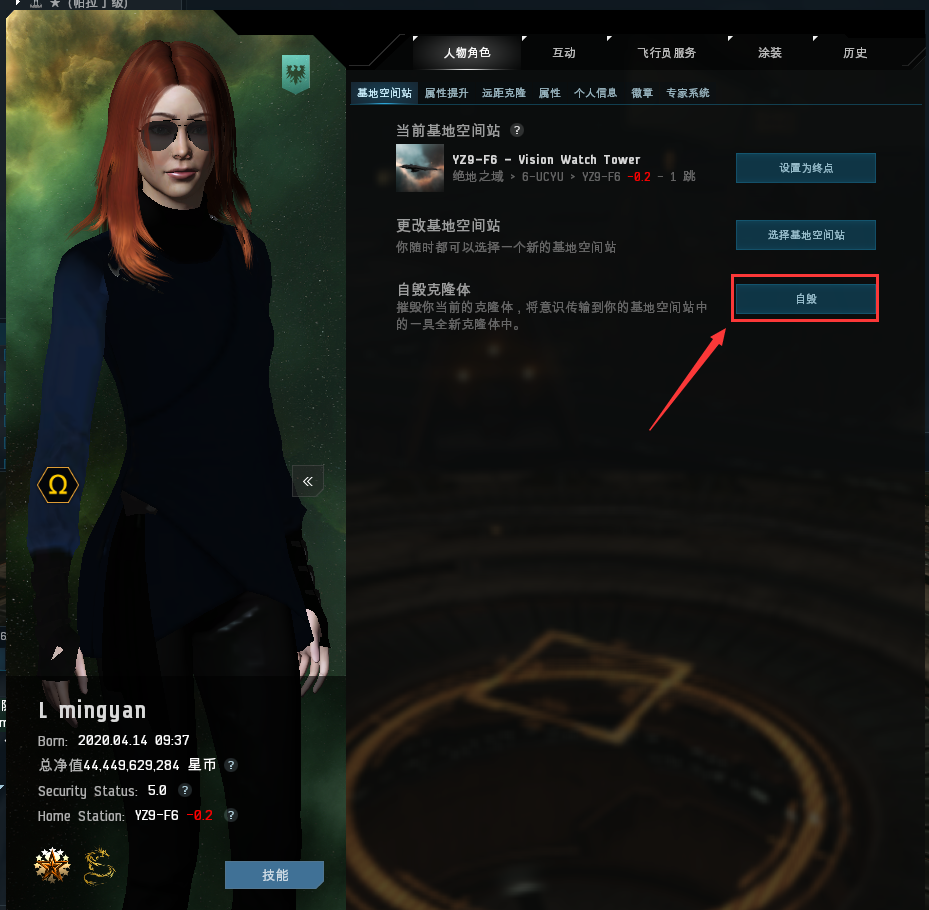 ★ (帕拉丁级)
人物角色 互动 飞行员服务 涂装 历史
基地空间站 属性提升 远距克隆 属性 个人信息 徽章 专家系统
当前基地空间站 ?
YZ9-F6 - Vision Watch Tower
绝地之域 > 6-UCYU > YZ9-F6 -0.2 - 1 跳
设置为终点
更改基地空间站
你随时都可以选择一个新的基地空间站
选择基地空间站
自毁克隆体
摧毁你当前的克隆体，将意识传输到你的基地空间站中
的一具全新克隆体中。
自毁
Ω
«
L mingyan
Born: 2020.04.14 09:37
总净值44,449,629,284 星币 ?
Security Status: 5.0 ?
Home Station: YZ9-F6 -0.2 ?
技能